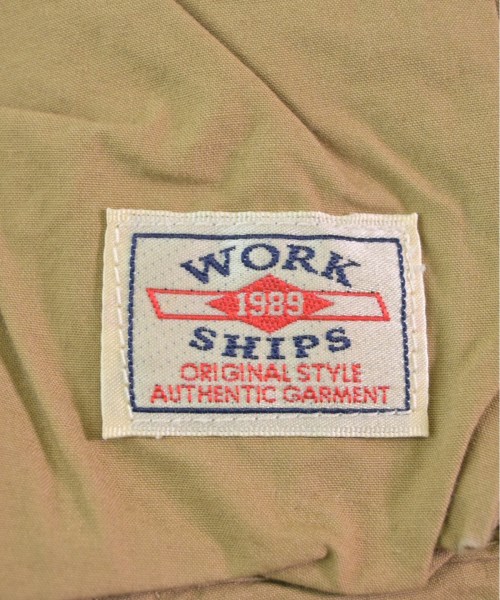 WORK
1989
SHIPS
ORIGINAL STYLE
AUTHENTIC GARMENT